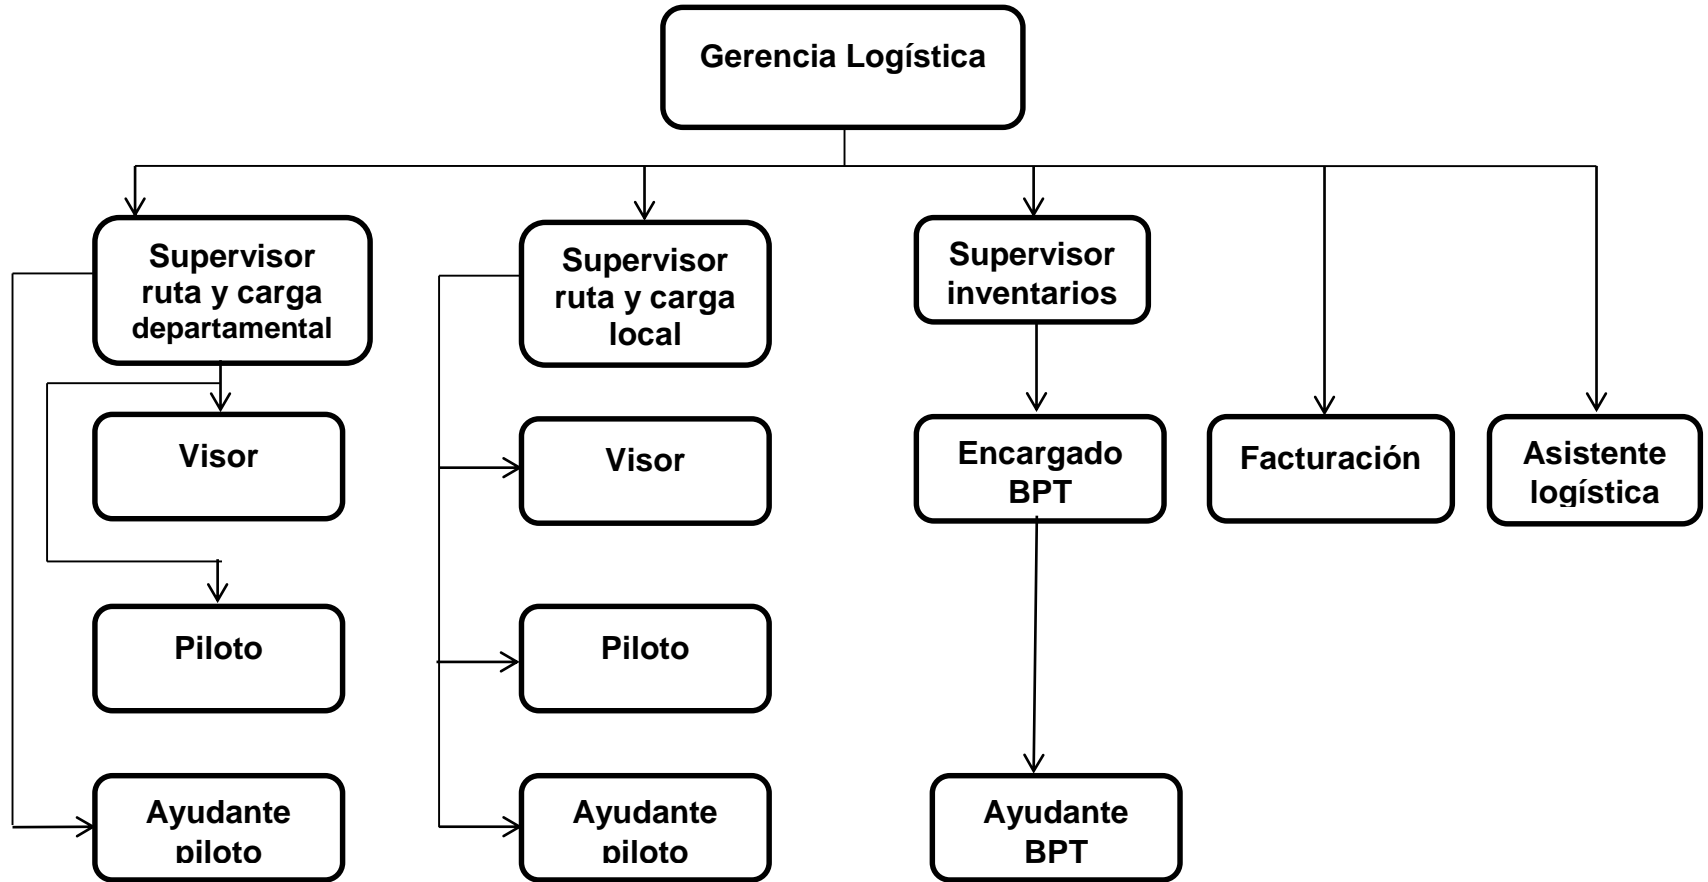 Gerencia Logística
Supervisor
ruta y carga
departamental
Supervisor
ruta y carga
local
Supervisor
inventarios
Visor
Visor
Encargado
BPT
Facturación
Asistente
logística
Piloto
Piloto
Ayudante
piloto
Ayudante
piloto
Ayudante
BPT